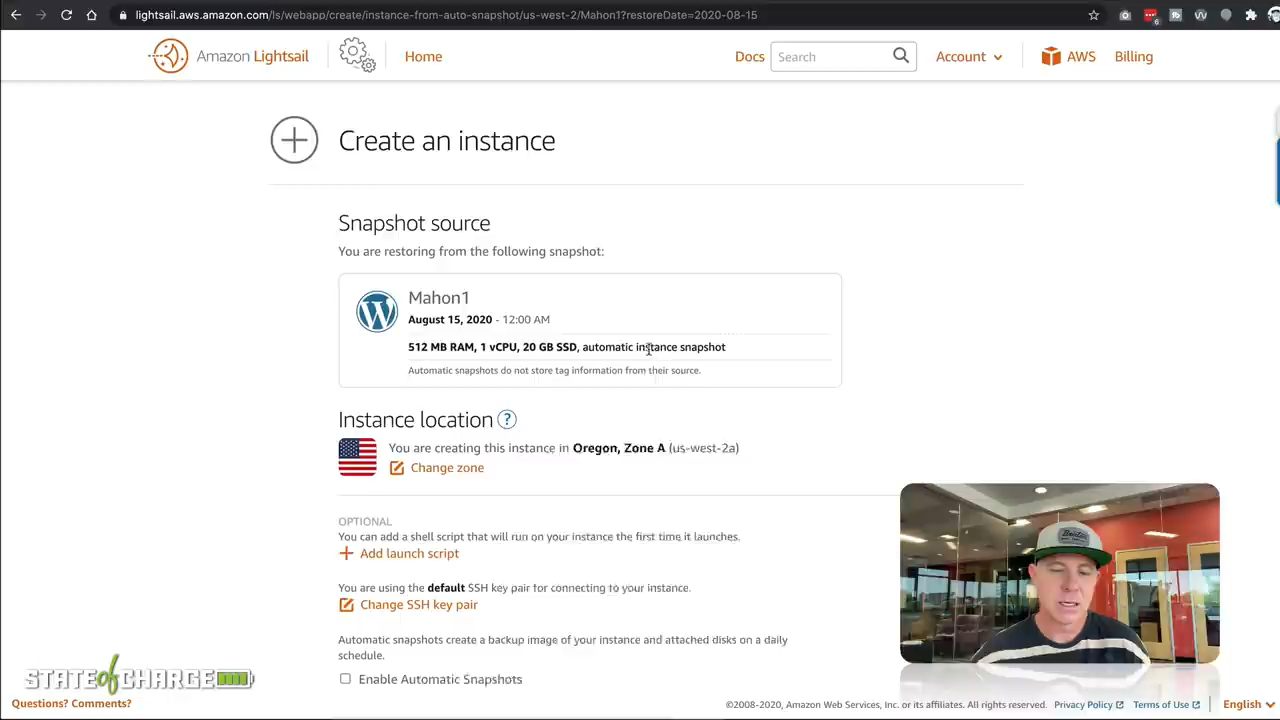 lightsail.aws.amazon.com/ls/webapp/create/instance-from-auto-snapshot/us-west-2/Mahon1?restoreDate=2020-08-15
6
Amazon Lightsail
Home
Docs
Search
Account
AWS
Billing
Create an instance
Snapshot source
You are restoring from the following snapshot:
Mahon1
August 15, 2020 - 12:00 AM
512 MB RAM, 1 vCPU, 20 GB SSD, automatic instance snapshot
Automatic snapshots do not store tag information from their source.
Instance location ?
You are creating this instance in Oregon, Zone A (us-west-2a)
Change zone
OPTIONAL
You can add a shell script that will run on your instance the first time it launches.
Add launch script
You are using the default SSH key pair for connecting to your instance.
Change SSH key pair
Automatic snapshots create a backup image of your instance and attached disks on a daily
schedule.
Enable Automatic Snapshots
STATE of CHARGE
Questions? Comments?
©2008-2020, Amazon Web Services, Inc. or its affiliates. All rights reserved.
Privacy Policy
Terms of Use
English